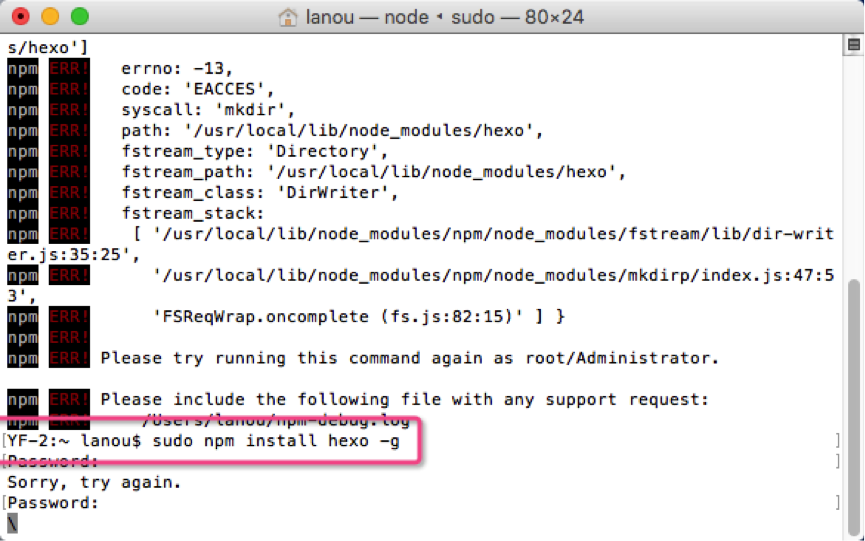 lanou — node ◂ sudo — 80×24
s/hexo']
npm ERR!   errno: -13,
npm ERR!   code: 'EACCES',
npm ERR!   syscall: 'mkdir',
npm ERR!   path: '/usr/local/lib/node_modules/hexo',
npm ERR!   fstream_type: 'Directory',
npm ERR!   fstream_path: '/usr/local/lib/node_modules/hexo',
npm ERR!   fstream_class: 'DirWriter',
npm ERR!   fstream_stack:
npm ERR!    [ '/usr/local/lib/node_modules/npm/node_modules/fstream/lib/dir-writ
er.js:35:25',
npm ERR!      '/usr/local/lib/node_modules/npm/node_modules/mkdirp/index.js:47:5
3',
npm ERR!      'FSReqWrap.oncomplete (fs.js:82:15)' ] }
npm ERR!
npm ERR! Please try running this command again as root/Administrator.
npm ERR! Please include the following file with any support request:
npm ERR!     /Users/lanou/npm-debug.log
[YF-2:~ lanou$ sudo npm install hexo -g ]
[Password: ]
Sorry, try again.
[Password: ]
\